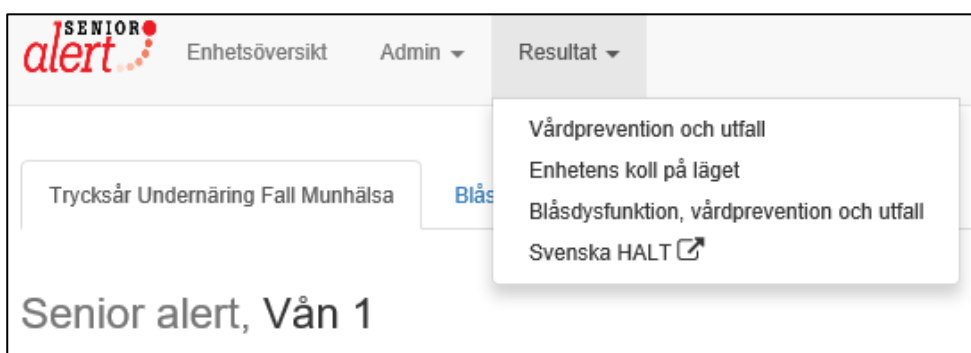 SENIOR
alert
Enhetsöversikt Admin Resultat
Vårdprevention och utfall
Enhetens koll på läget
Blåsdysfunktion, vårdprevention och utfall
Svenska HALT
Trycksår Undernäring Fall Munhälsa Blås
Senior alert, Vån 1